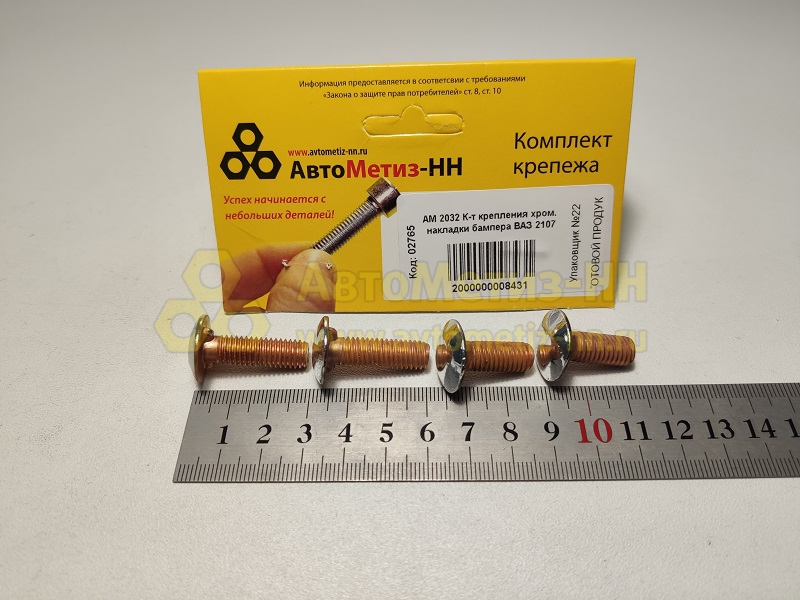 Информация предоставляется в соответсвии с требованиями
«Закона о защите прав потребителей» ст. 8, ст. 10
www.avtometiz-nn.ru
АвтоМетиз-НН
Комплект
крепежа
Успех начинается с
небольших деталей!
Код: 02765
АМ 2032 К-т крепления хром.
накладки бампера ВАЗ 2107
2000000008431
Упаковщик №22
ОТОВОЙ ПРОДУК
АвтоМетиз-НН
www.avtometiz-nn.ru
1 2 3 4 5 6 7 8 9 10 11 12 13 14 1